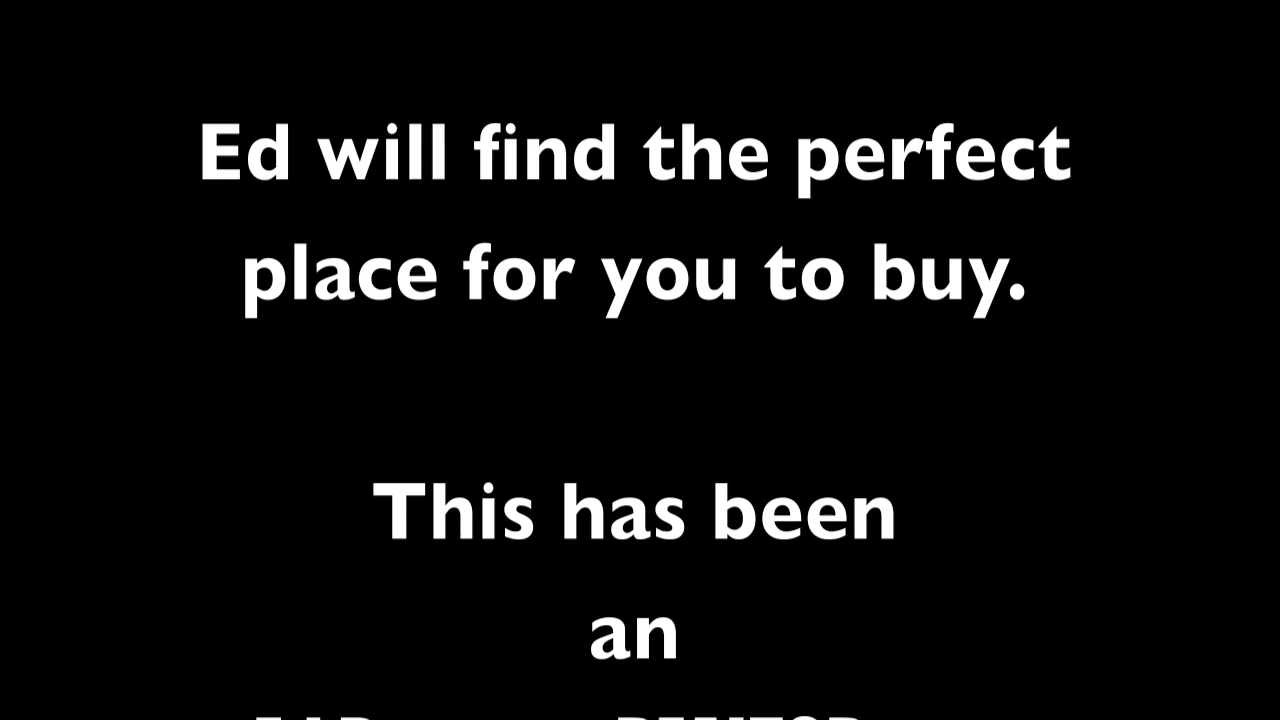 Ed will find the perfect
place for you to buy.
This has been
an